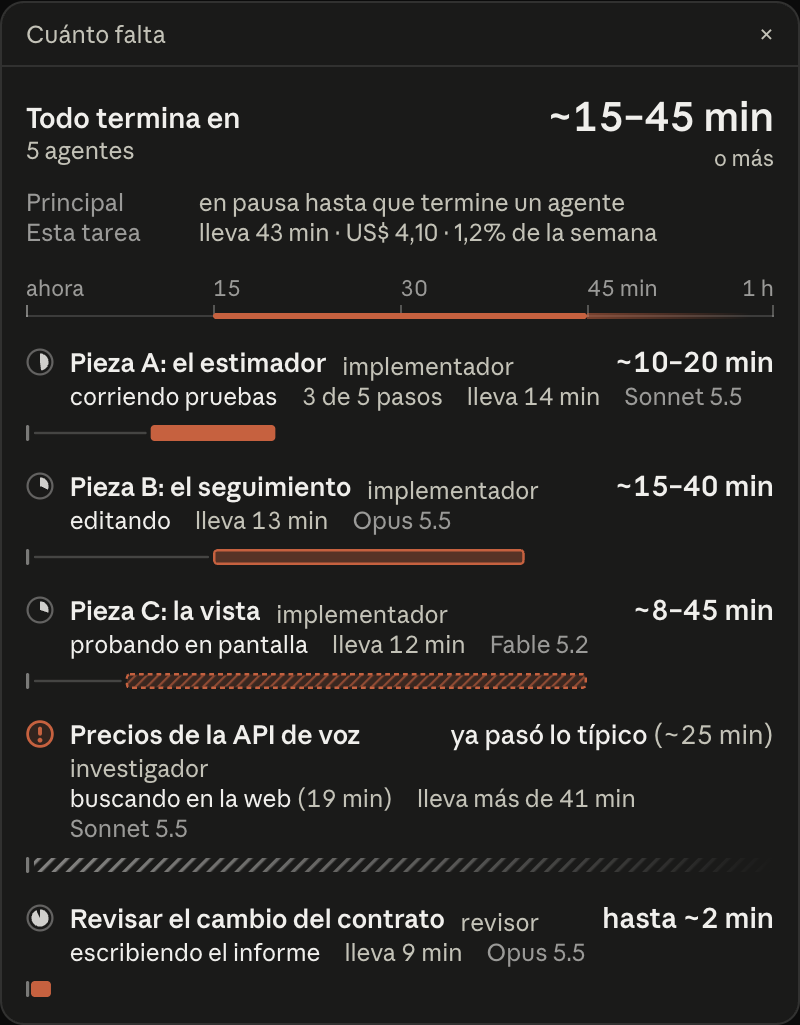 Cuánto falta ×
Todo termina en ~15–45 min
5 agentes o más
Principal en pausa hasta que termine un agente
Esta tarea lleva 43 min · US$ 4,10 · 1,2% de la semana
ahora 15 30 45 min 1 h
Pieza A: el estimador implementador ~10–20 min
corriendo pruebas 3 de 5 pasos lleva 14 min Sonnet 5.5
Pieza B: el seguimiento implementador ~15–40 min
editando lleva 13 min Opus 5.5
Pieza C: la vista implementador ~8–45 min
probando en pantalla lleva 12 min Fable 5.2
Precios de la API de voz ya pasó lo típico (~25 min)
investigador
buscando en la web (19 min) lleva más de 41 min
Sonnet 5.5
Revisar el cambio del contrato revisor hasta ~2 min
escribiendo el informe lleva 9 min Opus 5.5